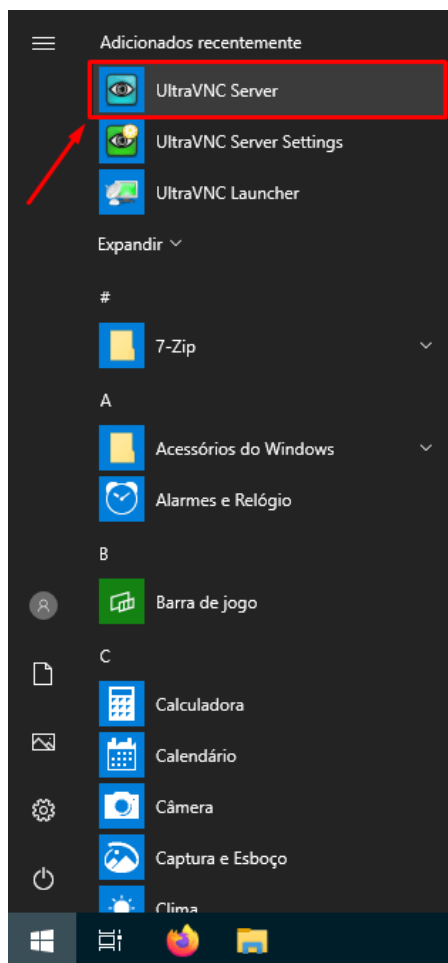 Adicionados recentemente
UltraVNC Server
UltraVNC Server Settings
UltraVNC Launcher
Expandir
#
7-Zip
A
Acessórios do Windows
Alarmes e Relógio
B
Barra de jogo
C
Calculadora
Calendário
Câmera
Captura e Esboço
Clima